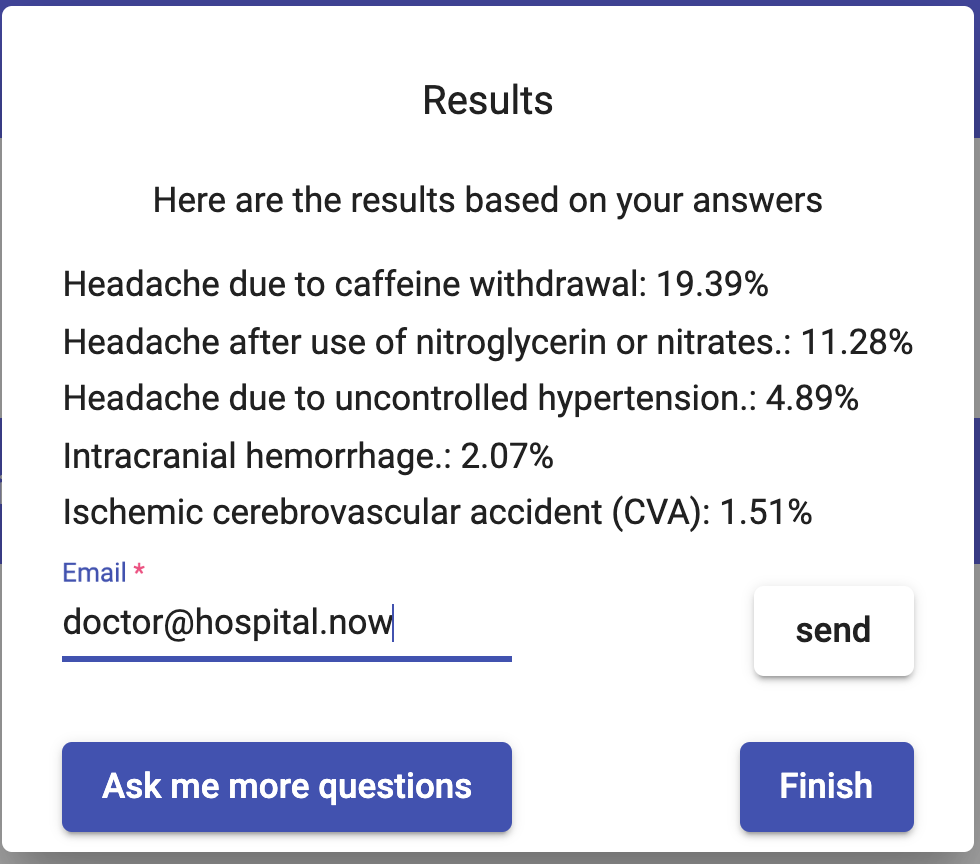 Results
Here are the results based on your answers
Headache due to caffeine withdrawal: 19.39%
Headache after use of nitroglycerin or nitrates.: 11.28%
Headache due to uncontrolled hypertension.: 4.89%
Intracranial hemorrhage.: 2.07%
Ischemic cerebrovascular accident (CVA): 1.51%
Email *
doctor@hospital.now
send
Ask me more questions
Finish